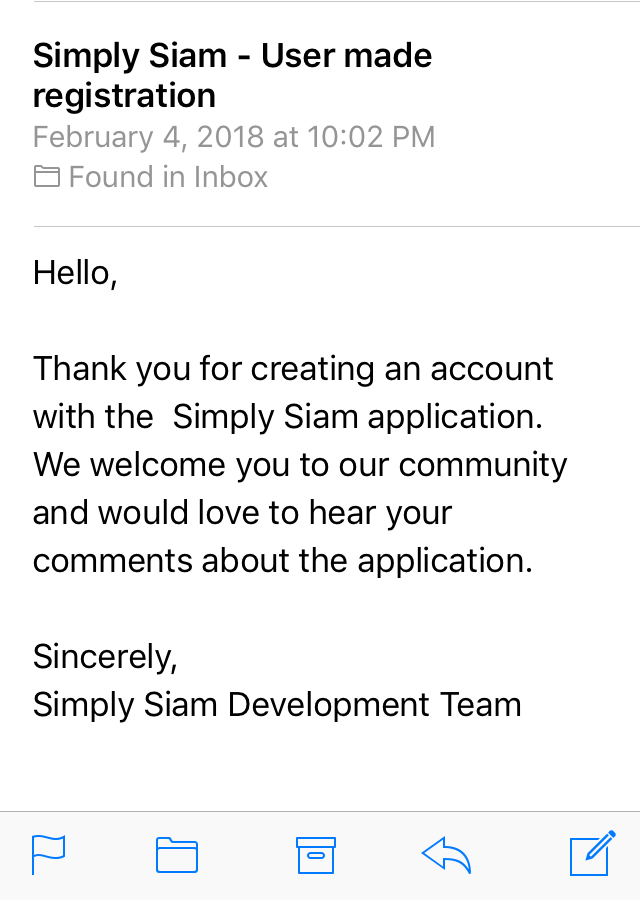 Simply Siam - User made
registration
February 4, 2018 at 10:02 PM
Found in Inbox
Hello,
Thank you for creating an account
with the  Simply Siam application.
We welcome you to our community
and would love to hear your
comments about the application.
Sincerely,
Simply Siam Development Team